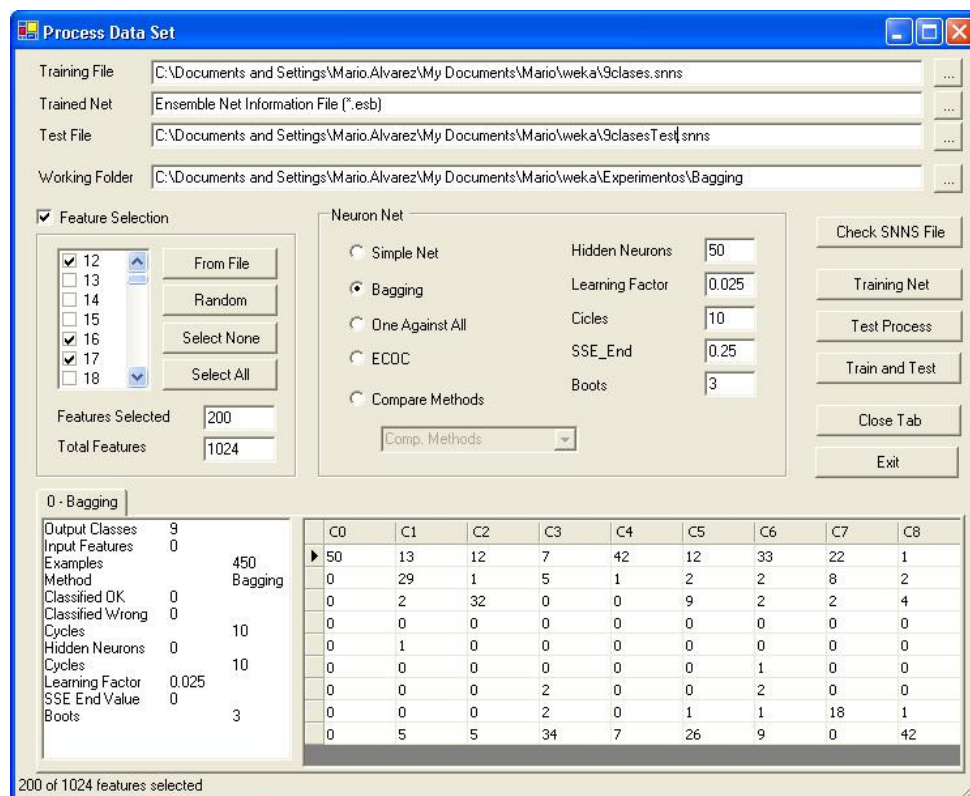 Process Data Set
Training File C:\Documents and Settings\Mario.Alvarez\My Documents\Mario\weka\9clases.snns ...
Trained Net Ensemble Net Information File (*.esb) ...
Test File C:\Documents and Settings\Mario.Alvarez\My Documents\Mario\weka\9clasesTest.snns ...
Working Folder C:\Documents and Settings\Mario.Alvarez\My Documents\Mario\weka\Experimentos\Bagging ...
Feature Selection
12
13
14
15
16
17
18
From File
Random
Select None
Select All
Features Selected 200
Total Features 1024
Neuron Net
Simple Net
Bagging
One Against All
ECOC
Compare Methods
Comp. Methods
Hidden Neurons 50
Learning Factor 0.025
Cicles 10
SSE_End 0.25
Boots 3
Check SNNS File
Training Net
Test Process
Train and Test
Close Tab
Exit
0 - Bagging
Output Classes 9
Input Features 0
Examples 450
Method Bagging
Classified OK 0
Classified Wrong 0
Cycles 10
Hidden Neurons 0
Cycles 10
Learning Factor 0.025
SSE End Value 0
Boots 3
C0 C1 C2 C3 C4 C5 C6 C7 C8
50 13 12 7 42 12 33 22 1
0 29 1 5 1 2 2 8 2
0 2 32 0 0 9 2 2 4
0 0 0 0 0 0 0 0 0
0 1 0 0 0 0 0 0 0
0 0 0 0 0 0 1 0 0
0 0 0 2 0 0 2 0 0
0 0 0 2 0 1 1 18 1
0 5 5 34 7 26 9 0 42
200 of 1024 features selected